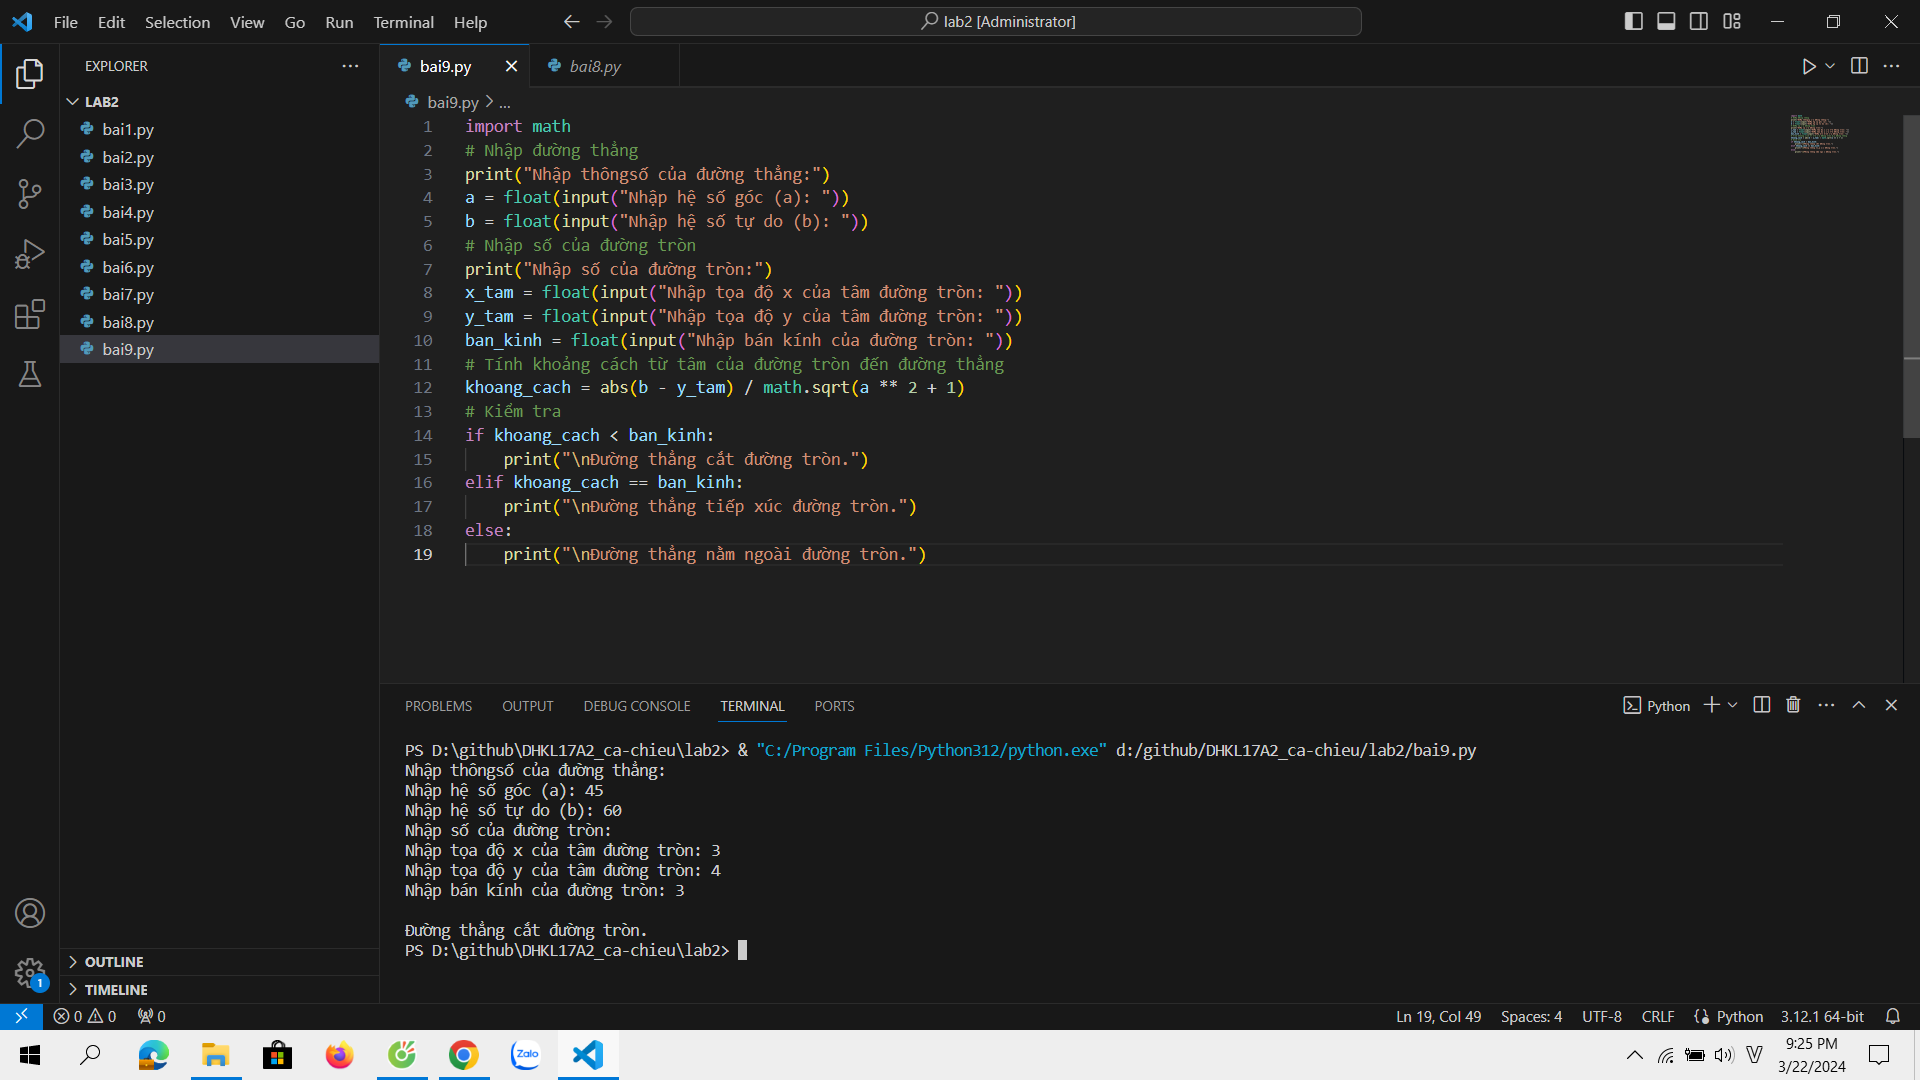 File Edit Selection View Go Run Terminal Help
lab2 [Administrator]
EXPLORER
LAB2
bai1.py
bai2.py
bai3.py
bai4.py
bai5.py
bai6.py
bai7.py
bai8.py
bai9.py
OUTLINE
TIMELINE
bai9.py
bai8.py
bai9.py > ...
1 import math
2 # Nhập đường thẳng
3 print("Nhập thôngsố của đường thẳng:")
4 a = float(input("Nhập hệ số góc (a): "))
5 b = float(input("Nhập hệ số tự do (b): "))
6 # Nhập số của đường tròn
7 print("Nhập số của đường tròn:")
8 x_tam = float(input("Nhập tọa độ x của tâm đường tròn: "))
9 y_tam = float(input("Nhập tọa độ y của tâm đường tròn: "))
10 ban_kinh = float(input("Nhập bán kính của đường tròn: "))
11 # Tính khoảng cách từ tâm của đường tròn đến đường thẳng
12 khoang_cach = abs(b - y_tam) / math.sqrt(a ** 2 + 1)
13 # Kiểm tra
14 if khoang_cach < ban_kinh:
15 print("\nĐường thẳng cắt đường tròn.")
16 elif khoang_cach == ban_kinh:
17 print("\nĐường thẳng tiếp xúc đường tròn.")
18 else:
19 print("\nĐường thẳng nằm ngoài đường tròn.")
PROBLEMS OUTPUT DEBUG CONSOLE TERMINAL PORTS
Python
PS D:\github\DHKL17A2_ca-chieu\lab2> & "C:/Program Files/Python312/python.exe" d:/github/DHKL17A2_ca-chieu/lab2/bai9.py
Nhập thôngsố của đường thẳng:
Nhập hệ số góc (a): 45
Nhập hệ số tự do (b): 60
Nhập số của đường tròn:
Nhập tọa độ x của tâm đường tròn: 3
Nhập tọa độ y của tâm đường tròn: 4
Nhập bán kính của đường tròn: 3
Đường thẳng cắt đường tròn.
PS D:\github\DHKL17A2_ca-chieu\lab2>
1
0 0 0
Ln 19, Col 49 Spaces: 4 UTF-8 CRLF Python 3.12.1 64-bit
Zalo
V
9:25 PM
3/22/2024